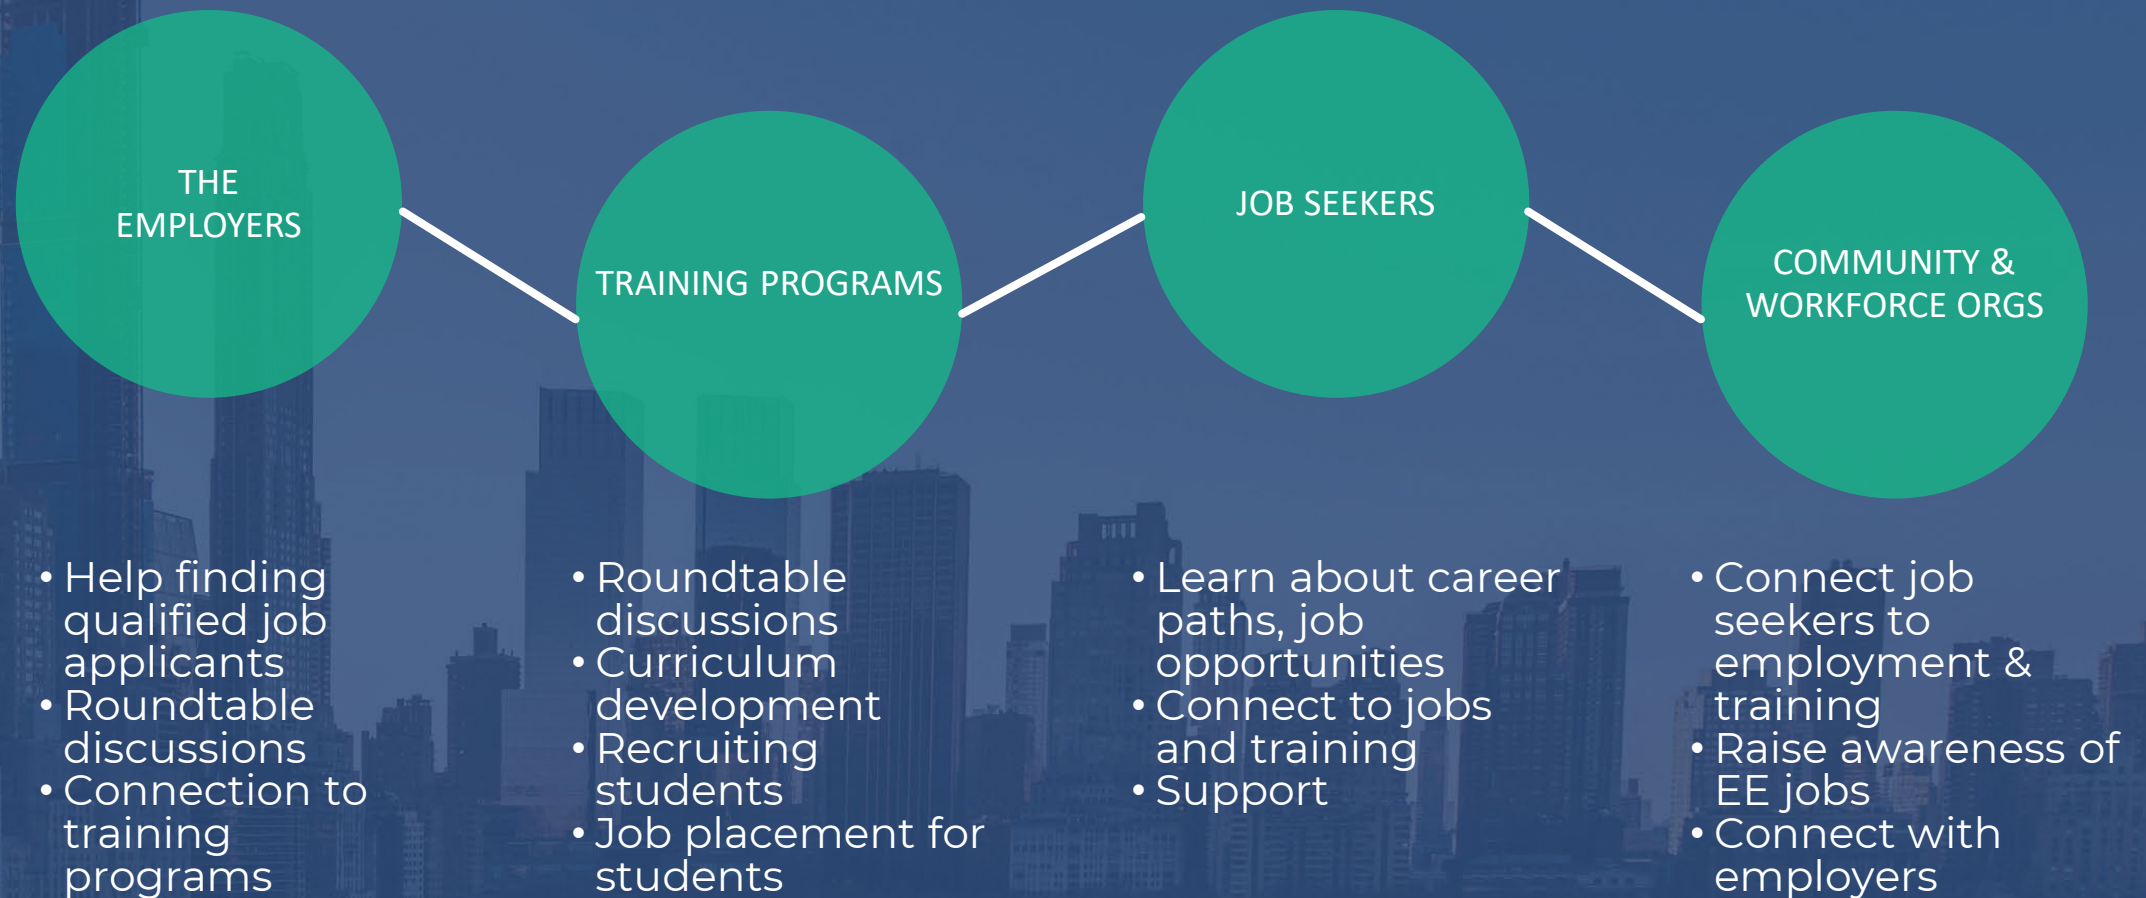 THE
EMPLOYERS
TRAINING PROGRAMS
JOB SEEKERS
COMMUNITY &
WORKFORCE ORGS
• Help finding
qualified job
applicants
• Roundtable
discussions
• Connection to
training
programs
• Roundtable
discussions
• Curriculum
development
• Recruiting
students
• Job placement for
students
• Learn about career
paths, job
opportunities
• Connect to jobs
and training
• Support
• Connect job
seekers to
employment &
training
• Raise awareness of
EE jobs
• Connect with
employers